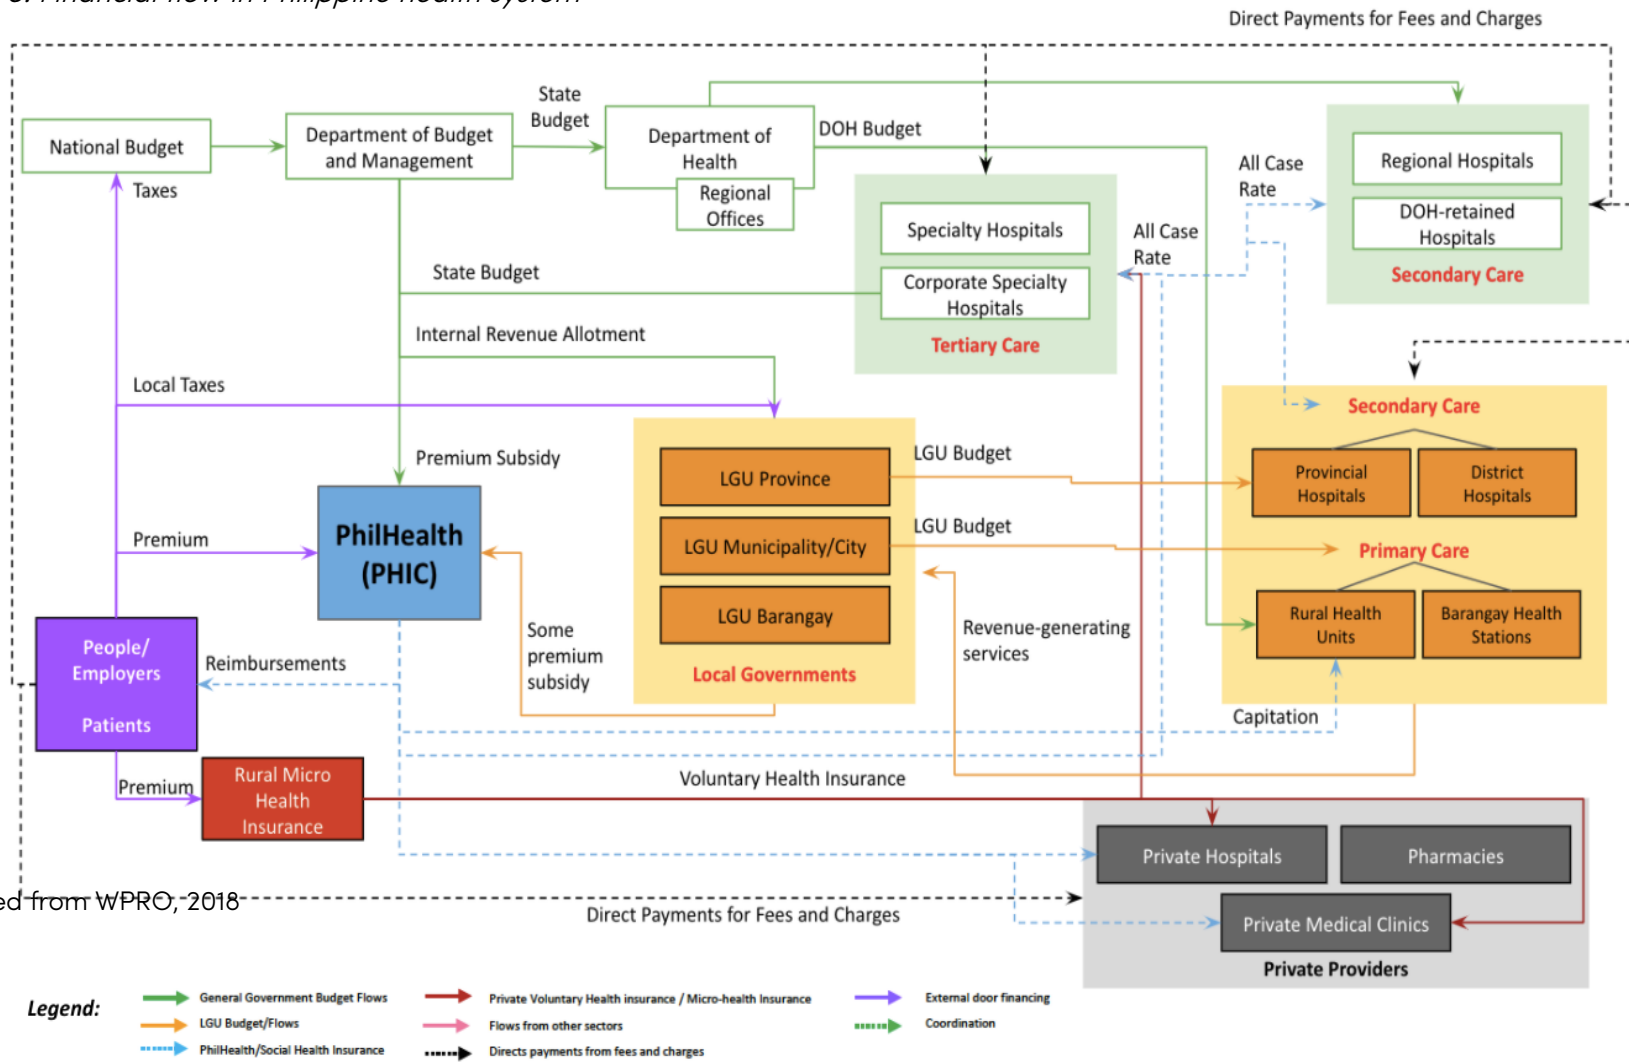 Financial flow in Philippine health system
Direct Payments for Fees and Charges
State
Budget
National Budget
Department of Budget
and Management
Department of
Health
Regional
Offices
DOH Budget
Taxes
All Case
Rate
Regional Hospitals
DOH-retained
Hospitals
Secondary Care
Specialty Hospitals
Corporate Specialty
Hospitals
Tertiary Care
All Case
Rate
State Budget
Internal Revenue Allotment
Local Taxes
Premium Subsidy
PhilHealth
(PHIC)
Premium
LGU Province
LGU Municipality/City
LGU Barangay
Local Governments
LGU Budget
LGU Budget
Secondary Care
Provincial
Hospitals
District
Hospitals
Primary Care
Rural Health
Units
Barangay Health
Stations
Revenue-generating
services
Some
premium
subsidy
People/
Employers
Patients
Reimbursements
Capitation
Premium
Rural Micro
Health
Insurance
Voluntary Health Insurance
Private Hospitals
Pharmacies
Private Medical Clinics
Private Providers
ed from WPRO, 2018
Direct Payments for Fees and Charges
Legend:
General Government Budget Flows
LGU Budget/Flows
PhilHealth/Social Health Insurance
Private Voluntary Health insurance / Micro-health Insurance
Flows from other sectors
Directs payments from fees and charges
External door financing
Coordination